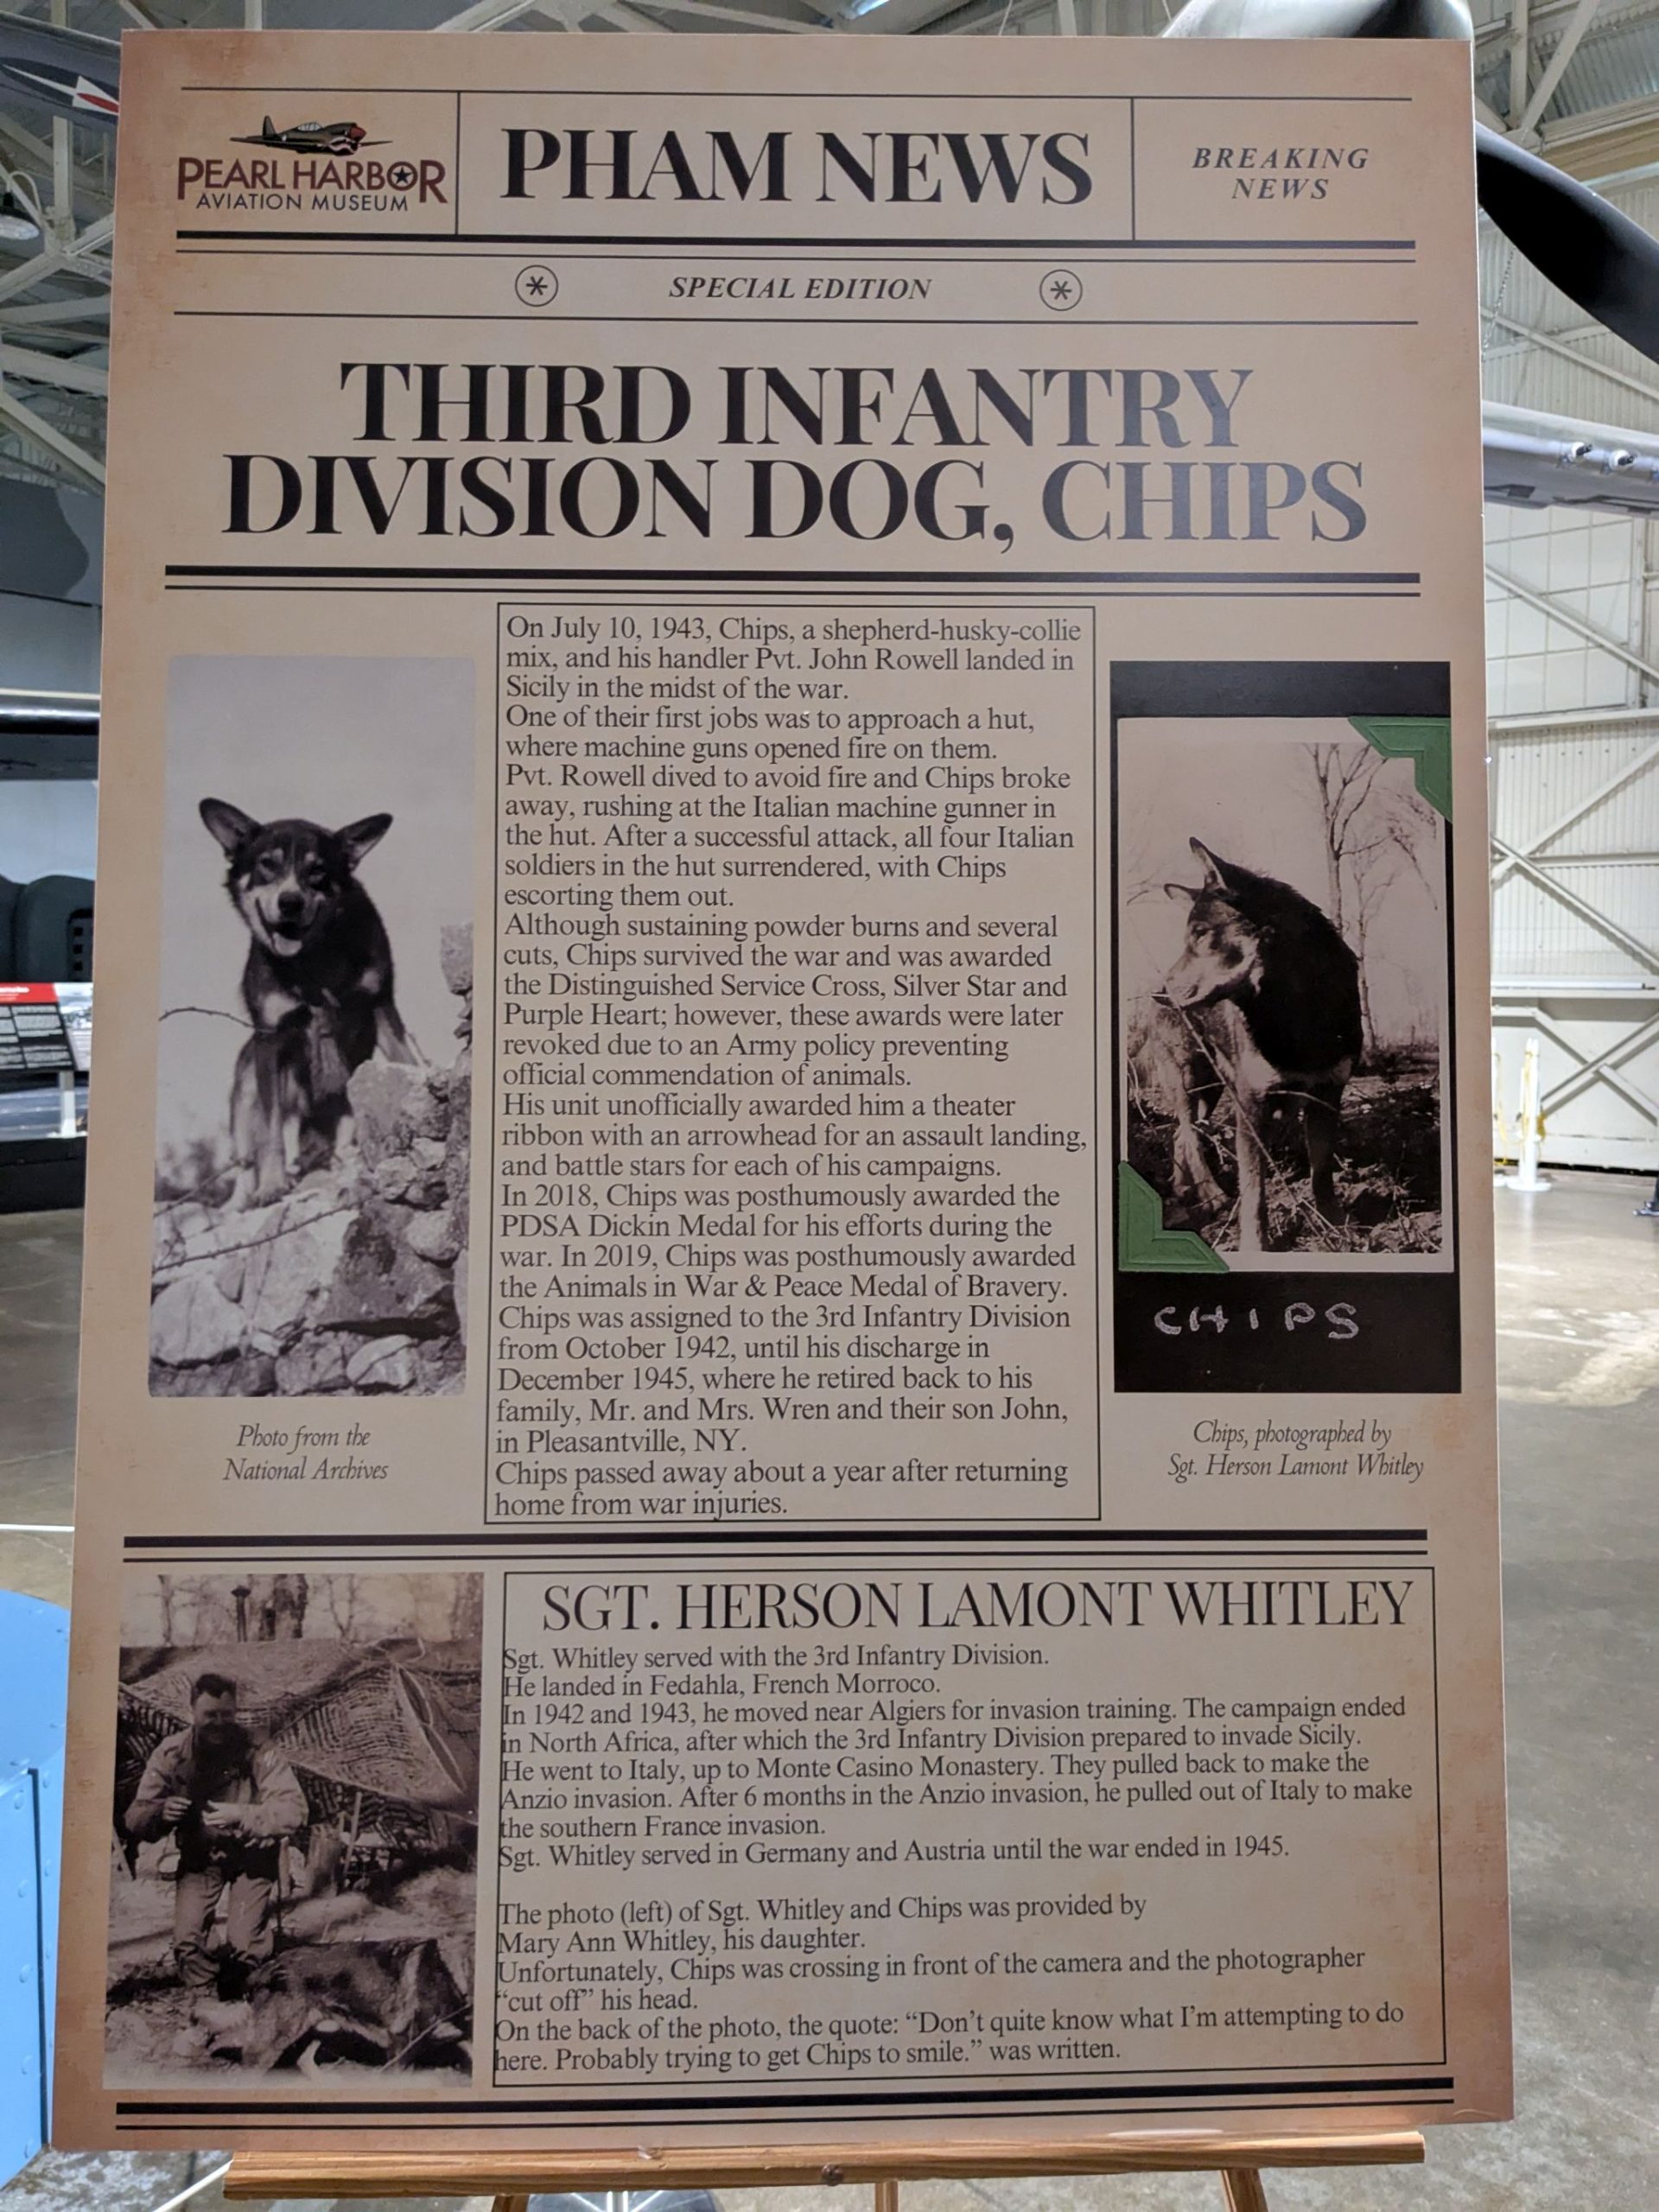 PEARL HARBOR
AVIATION MUSEUM
PHAM NEWS
BREAKING
NEWS
SPECIAL EDITION
THIRD INFANTRY
DIVISION DOG, CHIPS
On July 10, 1943, Chips, a shepherd-husky-collie
mix, and his handler Pvt. John Rowell landed in
Sicily in the midst of the war.
One of their first jobs was to approach a hut,
where machine guns opened fire on them.
Pvt. Rowell dived to avoid fire and Chips broke
away, rushing at the Italian machine gunner in
the hut. After a successful attack, all four Italian
soldiers in the hut surrendered, with Chips
escorting them out.
Although sustaining powder burns and several
cuts, Chips survived the war and was awarded
the Distinguished Service Cross, Silver Star and
Purple Heart; however, these awards were later
revoked due to an Army policy preventing
official commendation of animals.
His unit unofficially awarded him a theater
ribbon with an arrowhead for an assault landing,
and battle stars for each of his campaigns.
In 2018, Chips was posthumously awarded the
PDSA Dickin Medal for his efforts during the
war. In 2019, Chips was posthumously awarded
the Animals in War & Peace Medal of Bravery.
Chips was assigned to the 3rd Infantry Division
from October 1942, until his discharge in
December 1945, where he retired back to his
family, Mr. and Mrs. Wren and their son John,
in Pleasantville, NY.
Chips passed away about a year after returning
home from war injuries.
Photo from the
National Archives
CHIPS
Chips, photographed by
Sgt. Herson Lamont Whitley
SGT. HERSON LAMONT WHITLEY
Sgt. Whitley served with the 3rd Infantry Division.
He landed in Fedahla, French Morroco.
In 1942 and 1943, he moved near Algiers for invasion training. The campaign ended
in North Africa, after which the 3rd Infantry Division prepared to invade Sicily.
He went to Italy, up to Monte Casino Monastery. They pulled back to make the
Anzio invasion. After 6 months in the Anzio invasion, he pulled out of Italy to make
the southern France invasion.
Sgt. Whitley served in Germany and Austria until the war ended in 1945.
The photo (left) of Sgt. Whitley and Chips was provided by
Mary Ann Whitley, his daughter.
Unfortunately, Chips was crossing in front of the camera and the photographer
“cut off” his head.
On the back of the photo, the quote: “Don’t quite know what I’m attempting to do
here. Probably trying to get Chips to smile.” was written.